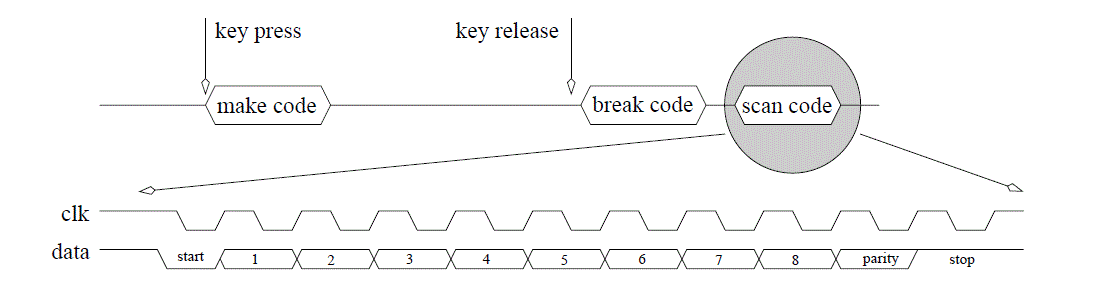 key press key release
make code break code scan code
clk
data start 1 2 3 4 5 6 7 8 parity stop